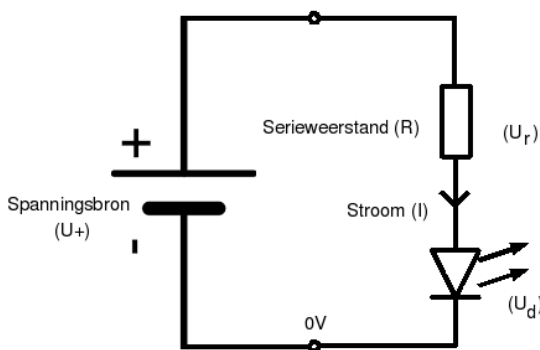 +
Serieweerstand (R)
(Ur)
Spanningsbron
(U+)
Stroom (I)
-
0V
(Ud)